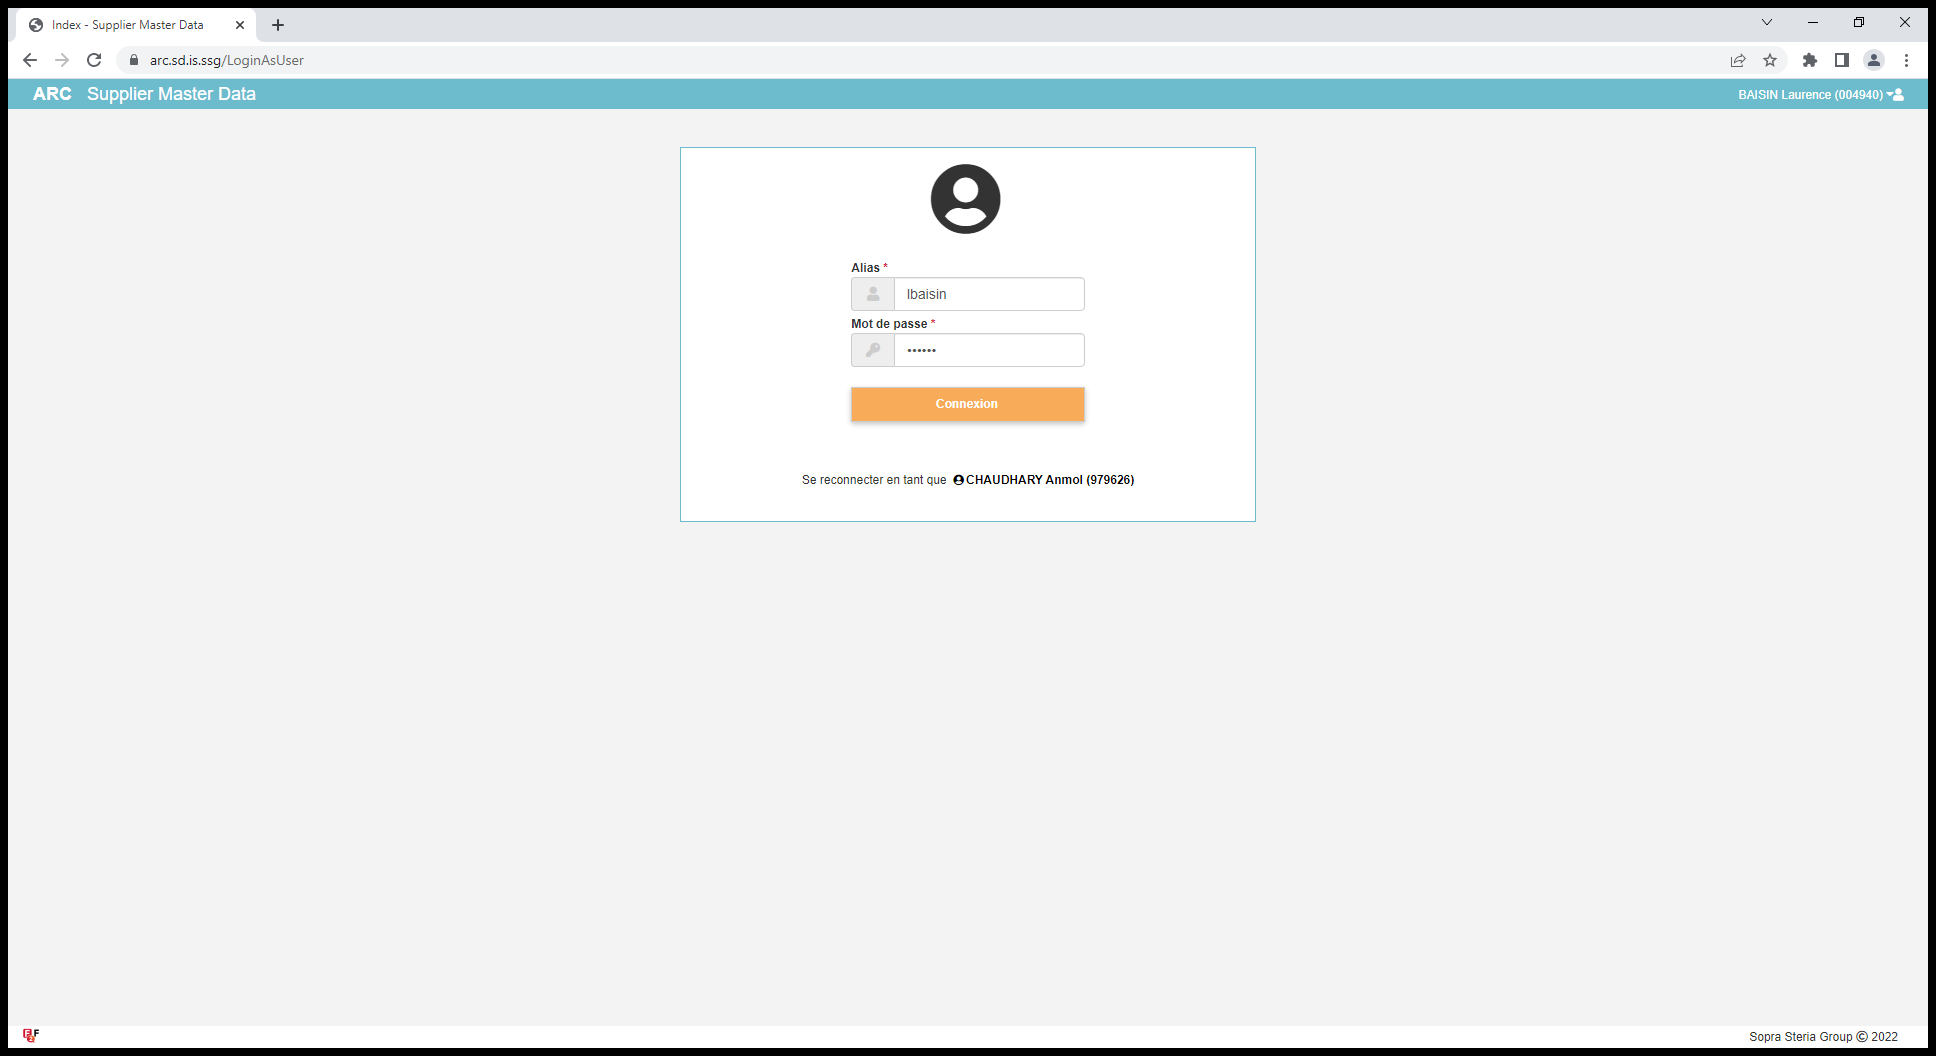 Index - Supplier Master Data
arc.sd.is.ssg/LoginAsUser
ARC Supplier Master Data
BAISIN Laurence (004940)
Alias *
lbaisin
Mot de passe *
••••••
Connexion
Se reconnecter en tant que CHAUDHARY Anmol (979626)
Sopra Steria Group © 2022